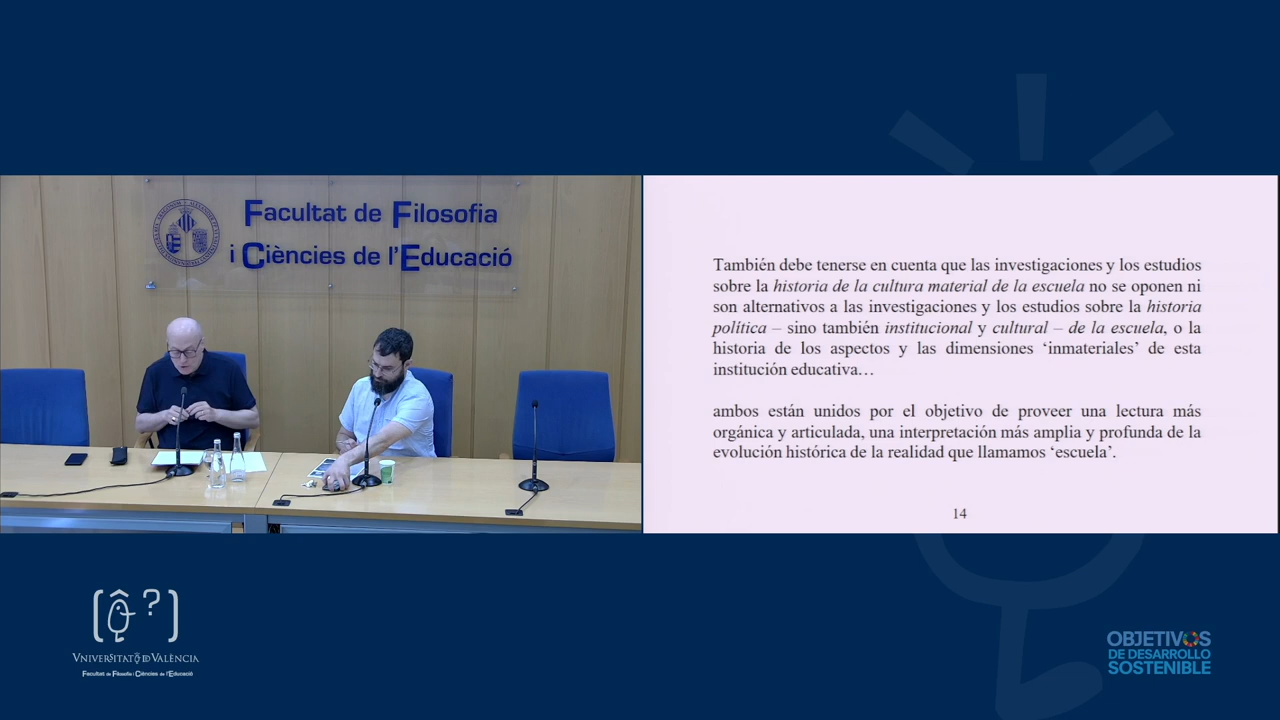 Facultat de Filosofia
i Ciències de l'Educació
También debe tenerse en cuenta que las investigaciones y los estudios
sobre la historia de la cultura material de la escuela no se oponen ni
son alternativos a las investigaciones y los estudios sobre la historia
política – sino también institucional y cultural – de la escuela, o la
historia de los aspectos y las dimensiones ‘inmateriales’ de esta
institución educativa…
ambos están unidos por el objetivo de proveer una lectura más
orgánica y articulada, una interpretación más amplia y profunda de la
evolución histórica de la realidad que llamamos ‘escuela’.
14
VNIVERSITATÖDVALÈNCIA
Facultat de Filosofia i Ciències de l'Educació
OBJETIVOS
DE DESARROLLO
SOSTENIBLE